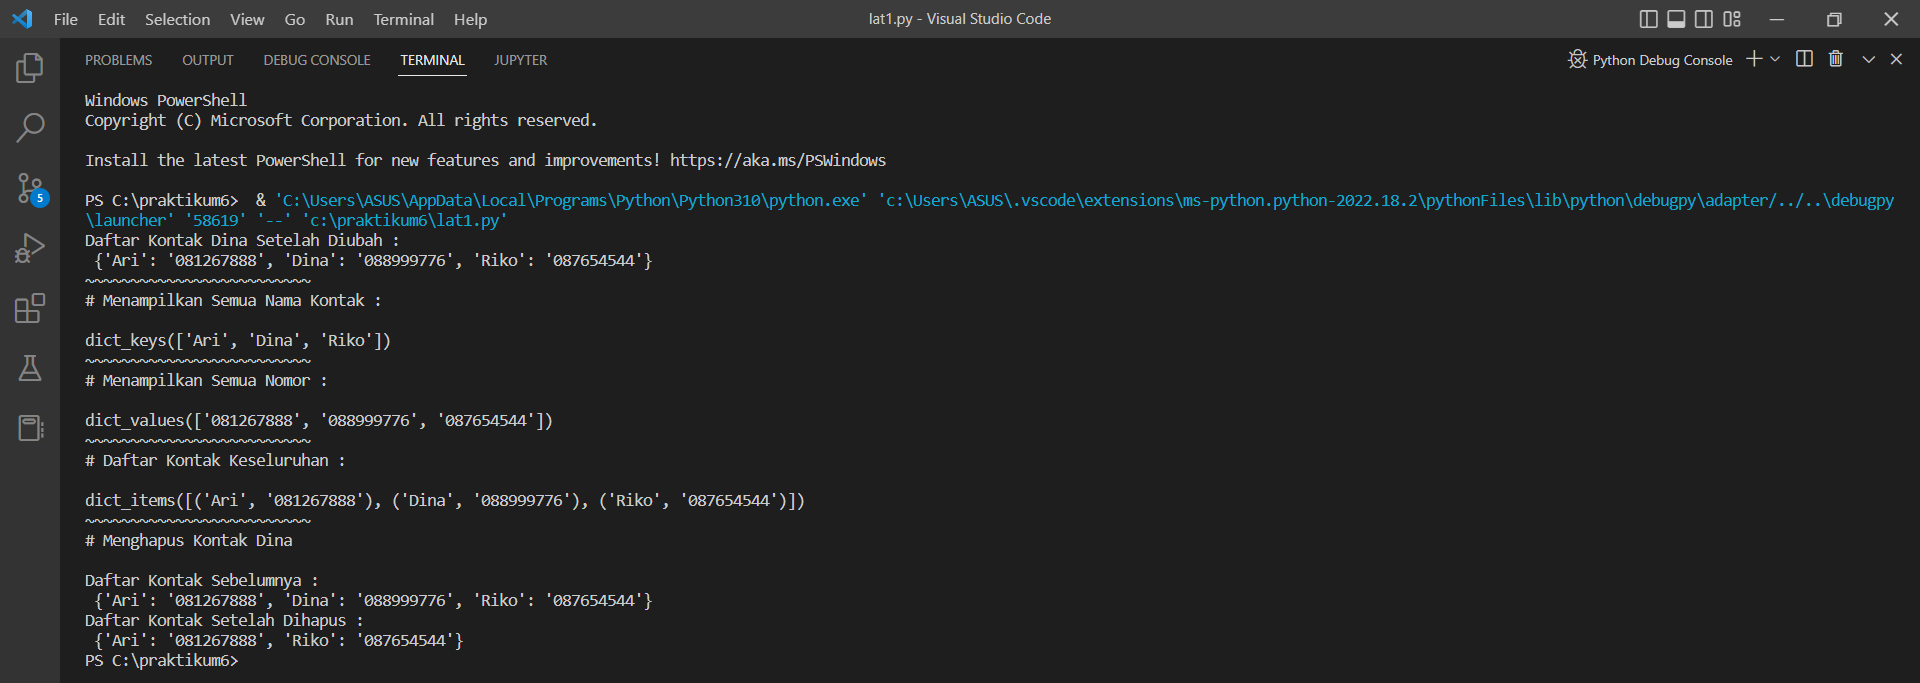 File Edit Selection View Go Run Terminal Help
lat1.py - Visual Studio Code
PROBLEMS OUTPUT DEBUG CONSOLE TERMINAL JUPYTER
Python Debug Console
5
Windows PowerShell
Copyright (C) Microsoft Corporation. All rights reserved.
Install the latest PowerShell for new features and improvements! https://aka.ms/PSWindows
PS C:\praktikum6>  & 'C:\Users\ASUS\AppData\Local\Programs\Python\Python310\python.exe' 'c:\Users\ASUS\.vscode\extensions\ms-python.python-2022.18.2\pythonFiles\lib\python\debugpy\adapter/../..\debugpy
\launcher' '58619' '--' 'c:\praktikum6\lat1.py'
Daftar Kontak Dina Setelah Diubah :
 {'Ari': '081267888', 'Dina': '088999776', 'Riko': '087654544'}
~~~~~~~~~~~~~~~~~~~~~~~~~
# Menampilkan Semua Nama Kontak :
dict_keys(['Ari', 'Dina', 'Riko'])
~~~~~~~~~~~~~~~~~~~~~~~~~
# Menampilkan Semua Nomor :
dict_values(['081267888', '088999776', '087654544'])
~~~~~~~~~~~~~~~~~~~~~~~~~
# Daftar Kontak Keseluruhan :
dict_items([('Ari', '081267888'), ('Dina', '088999776'), ('Riko', '087654544')])
~~~~~~~~~~~~~~~~~~~~~~~~~
# Menghapus Kontak Dina
Daftar Kontak Sebelumnya :
 {'Ari': '081267888', 'Dina': '088999776', 'Riko': '087654544'}
Daftar Kontak Setelah Dihapus :
 {'Ari': '081267888', 'Riko': '087654544'}
PS C:\praktikum6>